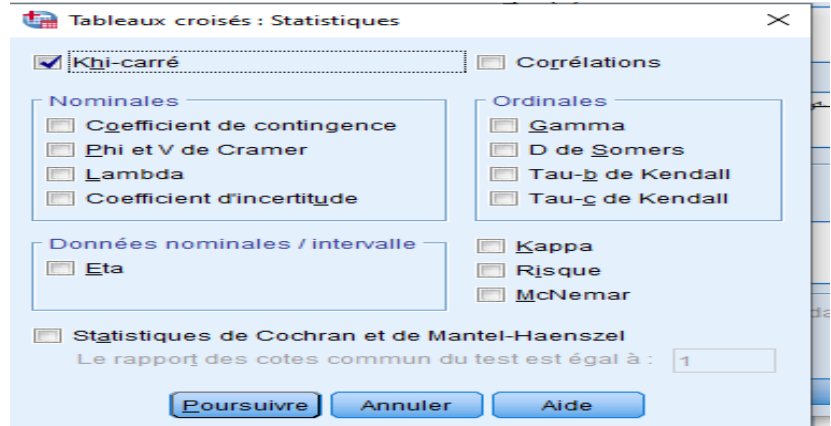 Tableaux croisés : Statistiques
Khi-carré
Corrélations
Nominales
Coefficient de contingence
Phi et V de Cramer
Lambda
Coefficient d'incertitude
Ordinales
Gamma
D de Somers
Tau-b de Kendall
Tau-c de Kendall
Données nominales / intervalle
Eta
Kappa
Risque
McNemar
Statistiques de Cochran et de Mantel-Haenszel
Le rapport des cotes commun du test est égal à :
1
Poursuivre
Annuler
Aide